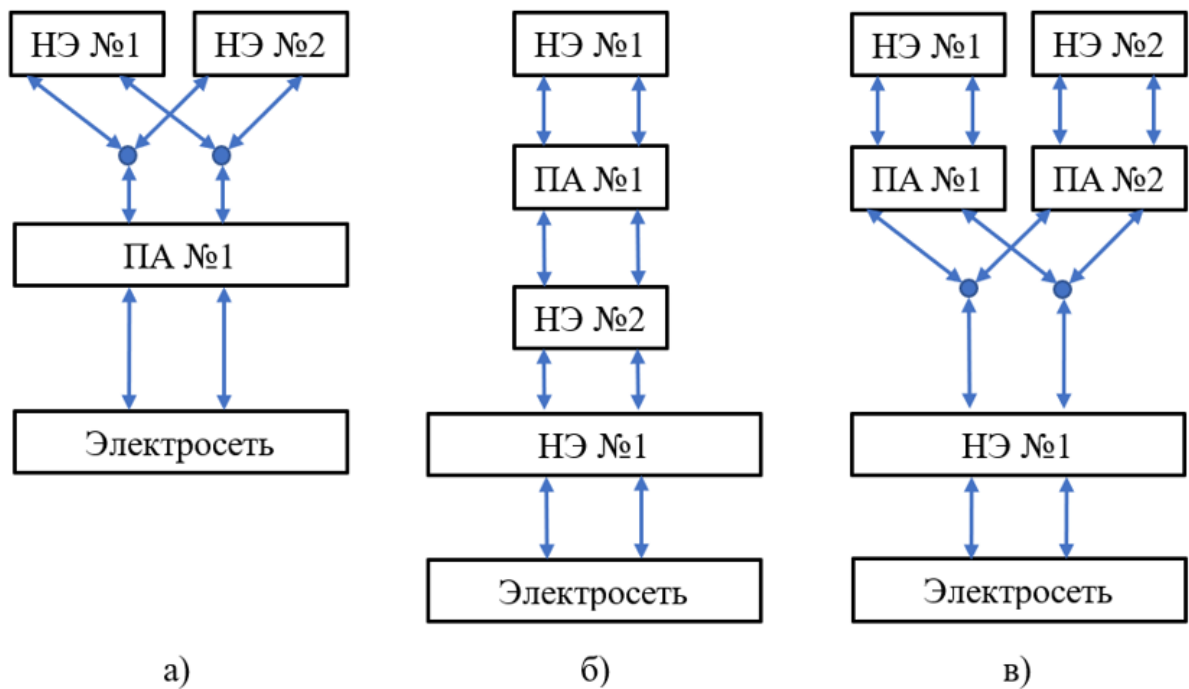 НЭ №1
НЭ №2
ПА №1
Электросеть
а)
НЭ №1
ПА №1
НЭ №2
НЭ №1
Электросеть
б)
НЭ №1
НЭ №2
ПА №1
ПА №2
НЭ №1
Электросеть
в)